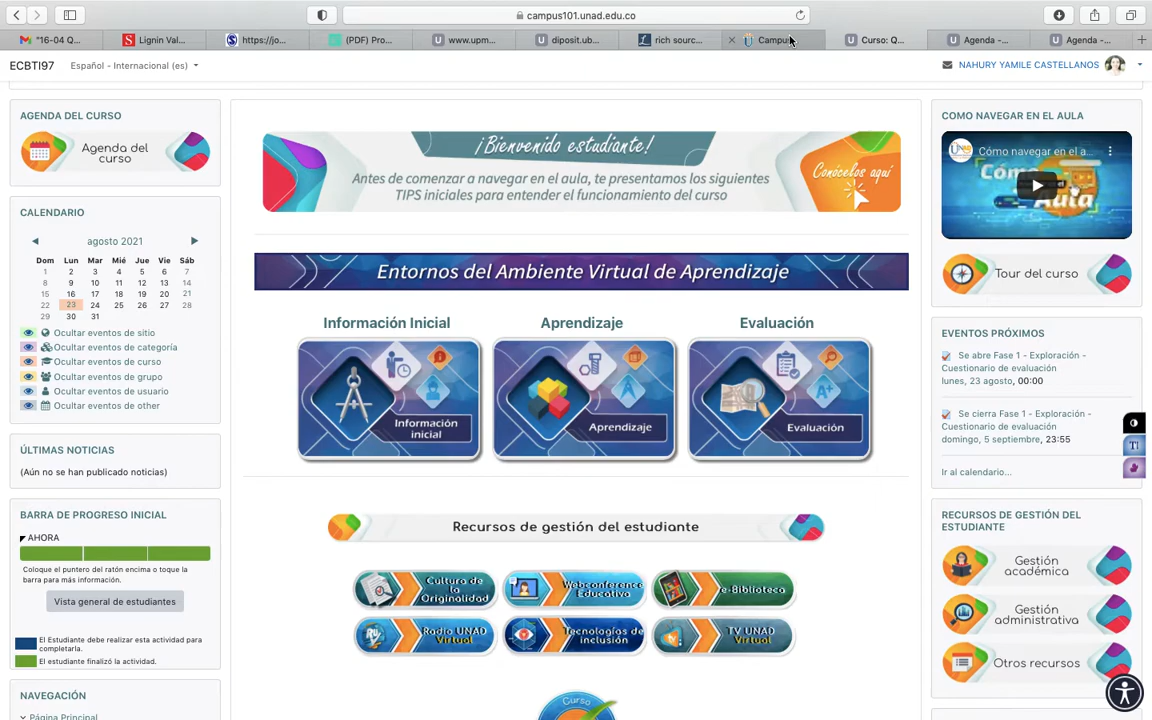 campus101.unad.edu.co
"16-04 Q...
Lignin Val...
https://jo...
(PDF) Pro...
www.upm...
diposit.ub...
rich sourc...
Campus
Curso: Q...
Agenda -...
Agenda -...
ECBTI97
Español - Internacional (es)
NAHURY YAMILE CASTELLANOS
AGENDA DEL CURSO
Agenda del
curso
CALENDARIO
agosto 2021
Dom Lun Mar Mié Jue Vie Sáb
1 2 3 4 5 6 7
8 9 10 11 12 13 14
15 16 17 18 19 20 21
22 23 24 25 26 27 28
29 30 31
Ocultar eventos de sitio
Ocultar eventos de categoría
Ocultar eventos de curso
Ocultar eventos de grupo
Ocultar eventos de usuario
Ocultar eventos de other
ÚLTIMAS NOTICIAS
(Aún no se han publicado noticias)
BARRA DE PROGRESO INICIAL
AHORA
Coloque el puntero del ratón encima o toque la
barra para más información.
Vista general de estudiantes
El Estudiante debe realizar esta actividad para
completarla.
El estudiante finalizó la actividad.
NAVEGACIÓN
Página Principal
¡Bienvenido estudiante!
Antes de comenzar a navegar en el aula, te presentamos los siguientes
TIPS iniciales para entender el funcionamiento del curso
Conócelos aquí
Entornos del Ambiente Virtual de Aprendizaje
Información Inicial
Aprendizaje
Evaluación
Información
inicial
Aprendizaje
Evaluación
Recursos de gestión del estudiante
Cultura de
la
Originalidad
Webconference
Educativo
e-Biblioteca
Radio UNAD
Virtual
Tecnologías de
inclusión
TV UNAD
Virtual
Curso
COMO NAVEGAR EN EL AULA
Cómo navegar en el a...
Cómo
Aula
Tour del curso
EVENTOS PRÓXIMOS
Se abre Fase 1 - Exploración -
Cuestionario de evaluación
lunes, 23 agosto, 00:00
Se cierra Fase 1 - Exploración -
Cuestionario de evaluación
domingo, 5 septiembre, 23:55
Ir al calendario...
RECURSOS DE GESTIÓN DEL
ESTUDIANTE
Gestión
académica
Gestión
administrativa
Otros recursos